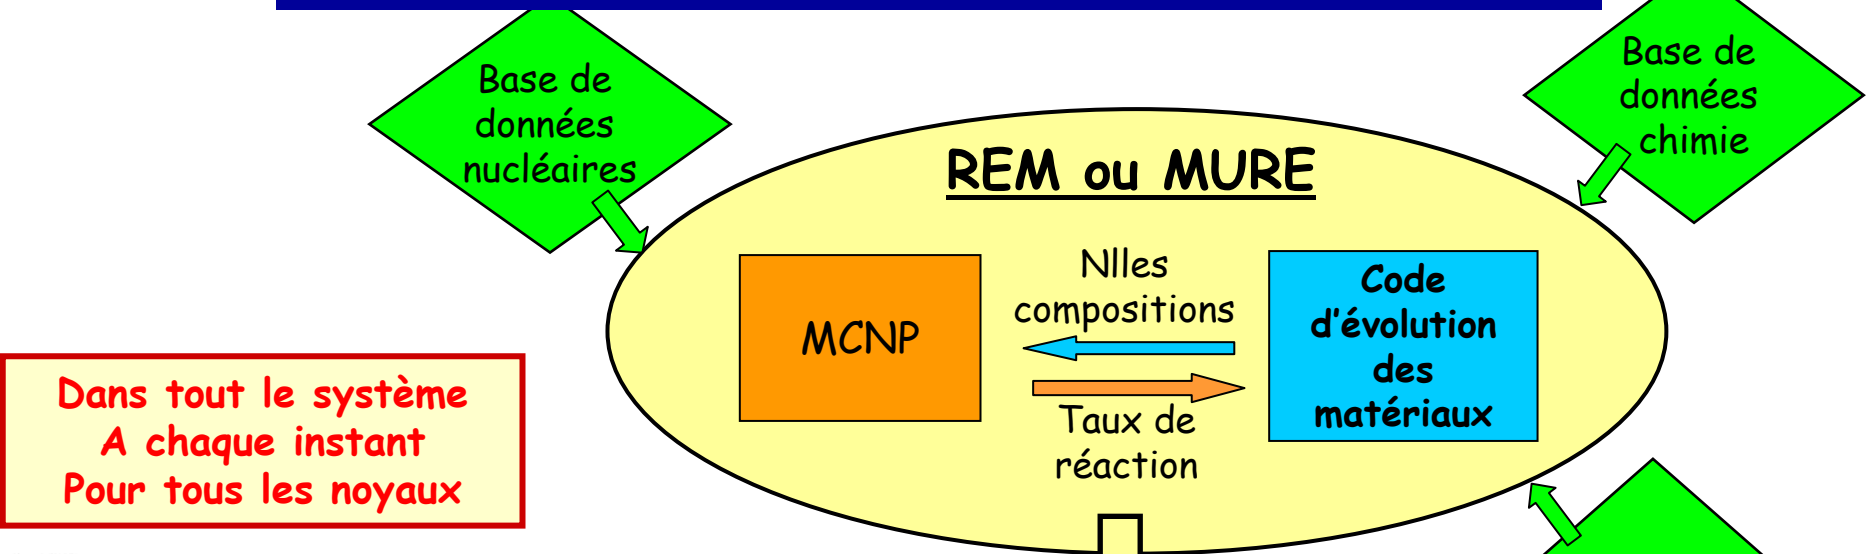 Base de
données
nucléaires
Base de
données
chimie
REM ou MURE
MCNP
Nlles
compositions
Taux de
réaction
Code
d'évolution
des
matériaux
Dans tout le système
A chaque instant
Pour tous les noyaux